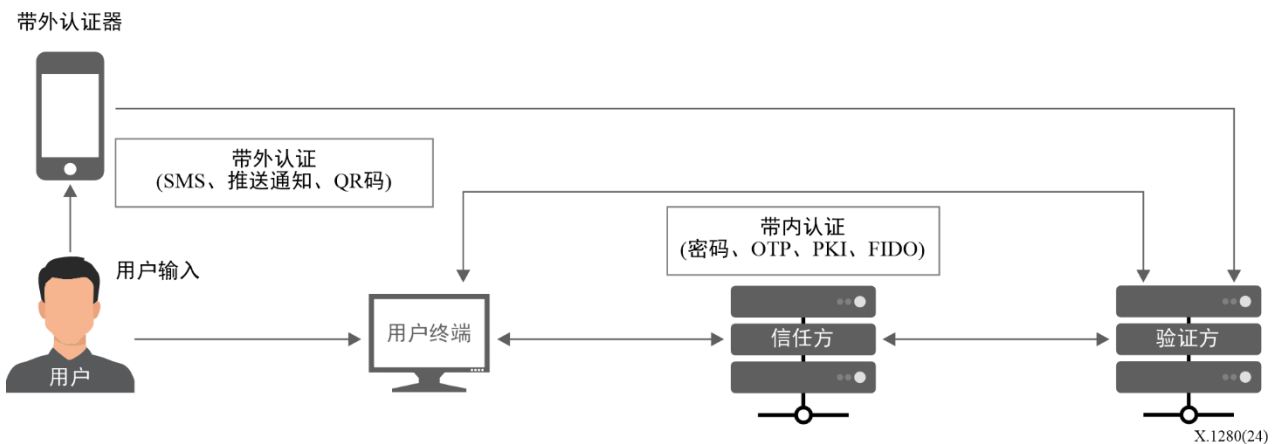 带外认证器
带外认证
(SMS、推送通知、QR码)
带内认证
(密码、OTP、PKI、FIDO)
用户输入
用户终端
信任方
验证方
用户
X.1280(24)